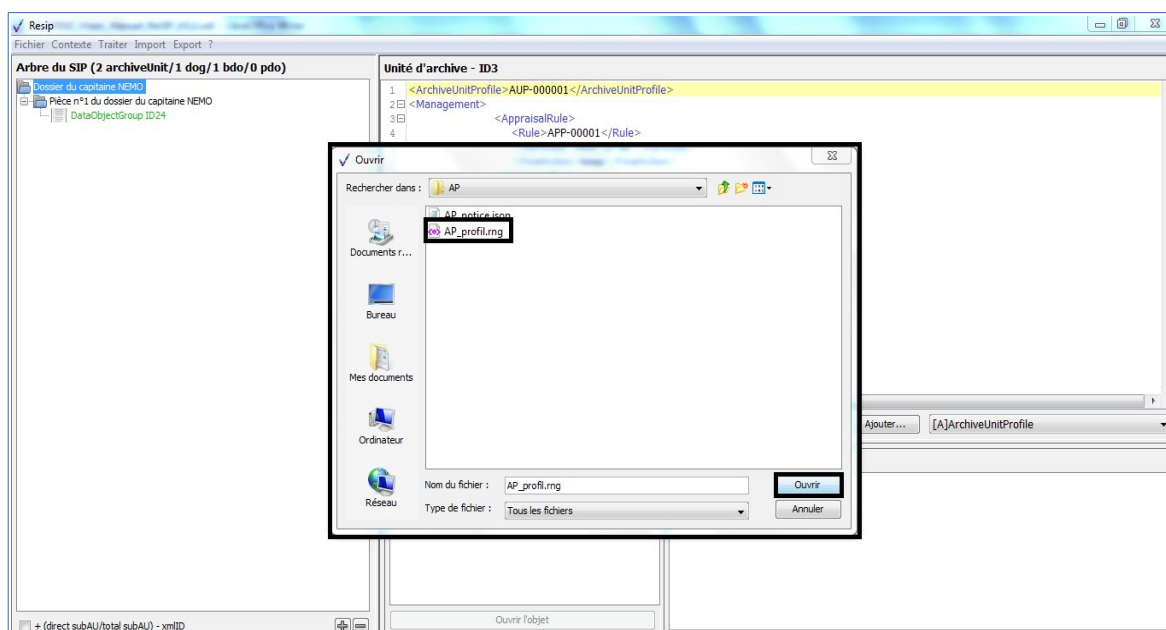 Resip
Fichier Contexte Traiter Import Export ?
Arbre du SIP (2 archiveUnit/1 dog/1 bdo/0 pdo)
Dossier du capitaine NEMO
Pièce n°1 du dossier du capitaine NEMO
DataObjectGroup ID24
Unité d'archive - ID3
1 <ArchiveUnitProfile>AUP-000001</ArchiveUnitProfile>
2 <Management>
3 <AppraisalRule>
4 <Rule>APP-00001</Rule>
Ouvrir
Rechercher dans : AP
AP_notice.json
AP_profil.rng
Documents r...
Bureau
Mes documents
Ordinateur
Réseau
Nom du fichier : AP_profil.rng
Ouvrir
Type de fichier : Tous les fichiers
Annuler
Ajouter... [A]ArchiveUnitProfile
Ouvrir l'objet
+ (direct subAU/total subAU) - xmlID